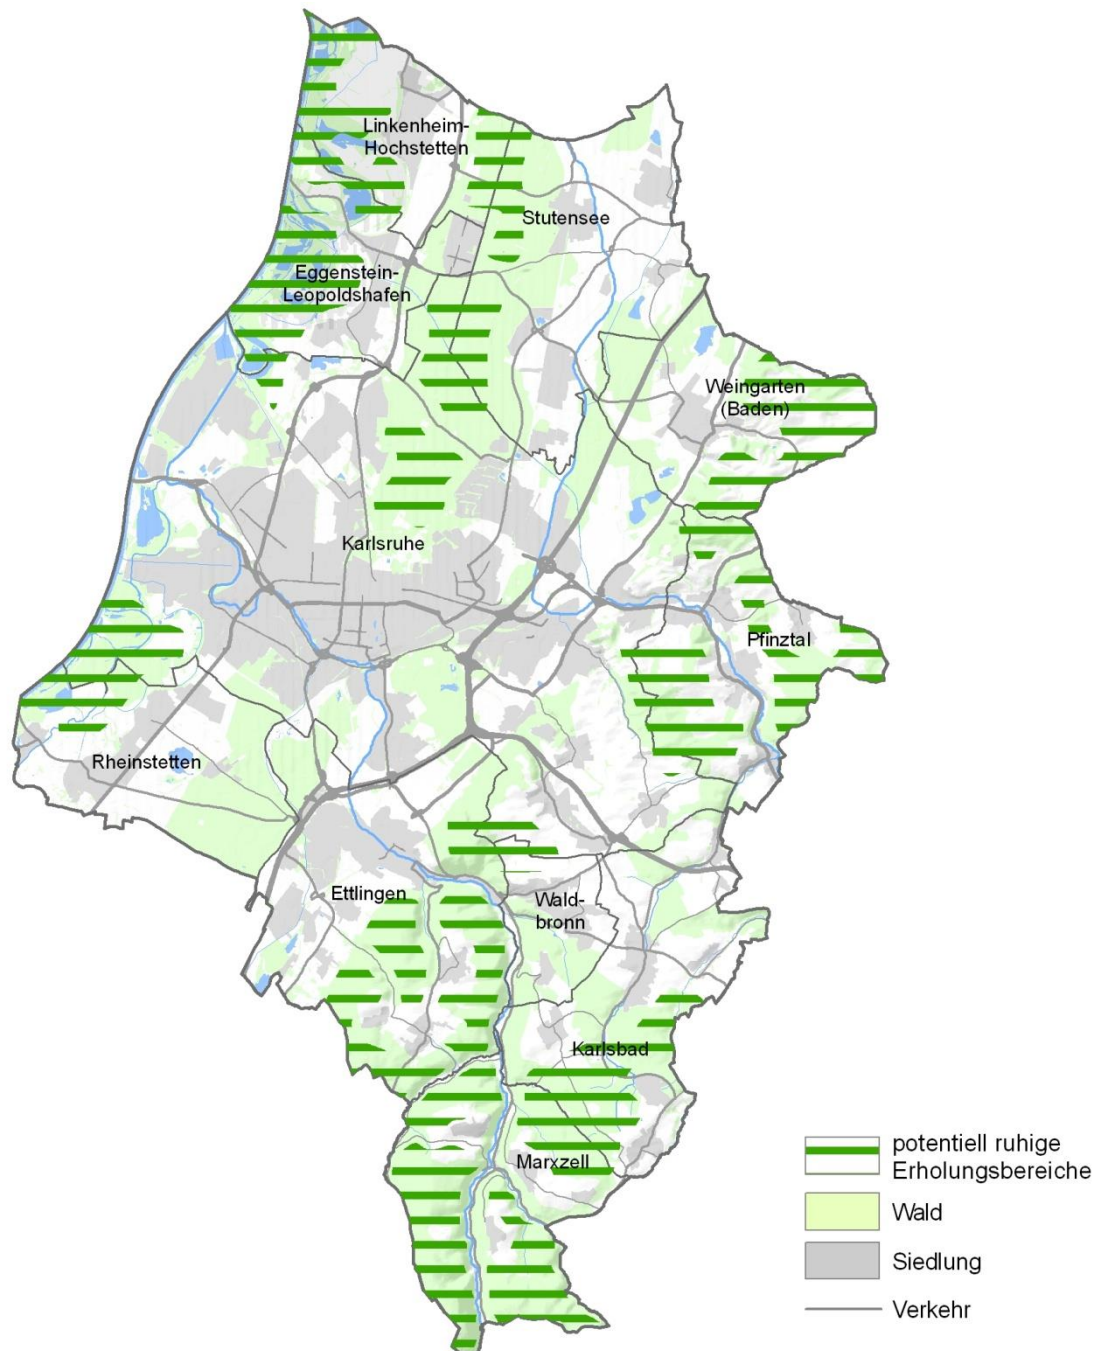 Linkenheim-
Hochstetten
Stutensee
Eggenstein-
Leopoldshafen
Weingarten
(Baden)
Karlsruhe
Pfinztal
Rheinstetten
Ettlingen
Wald-
bronn
Karlsbad
Marxzell
potentiell ruhige
Erholungsbereiche
Wald
Siedlung
Verkehr